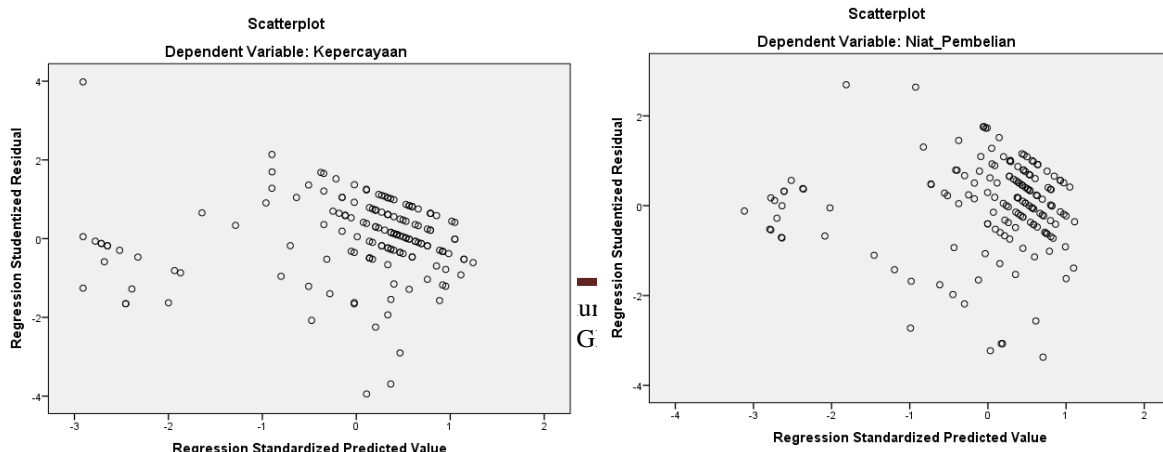 Scatterplot
Dependent Variable: Kepercayaan
Regression Studentized Residual
4
2
0
-2
-4
-3
-2
-1
0
1
2
Regression Standardized Predicted Value
Scatterplot
Dependent Variable: Niat_Pembelian
Regression Studentized Residual
2
0
-2
-4
-4
-3
-2
-1
0
1
2
Regression Standardized Predicted Value